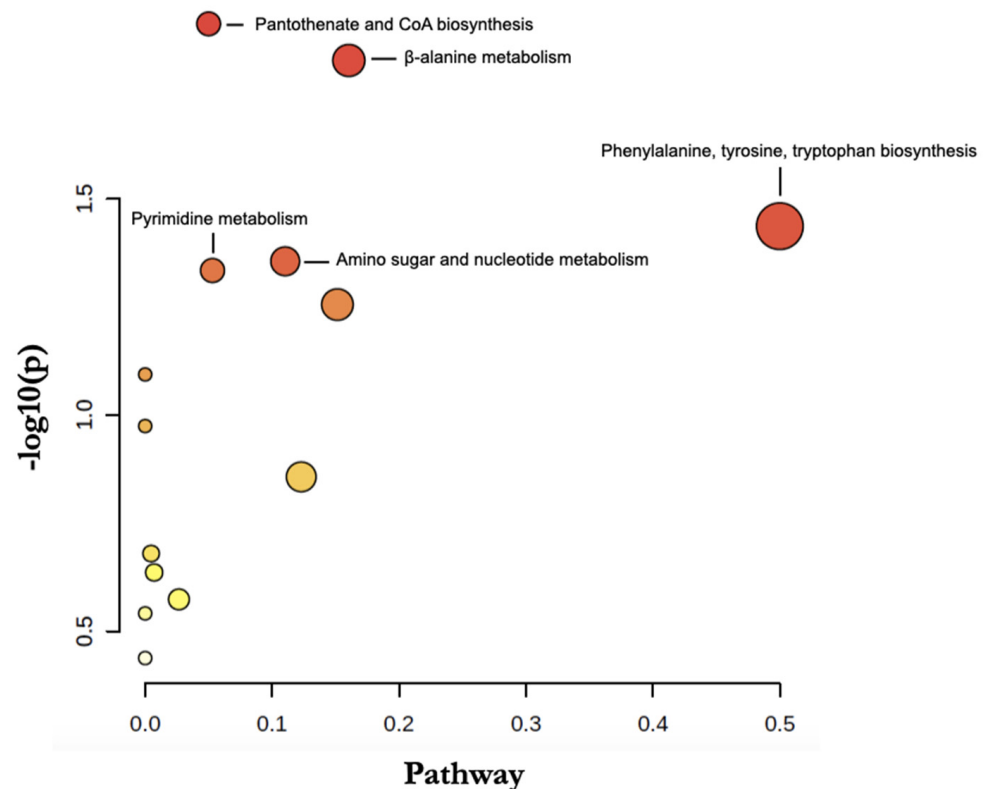 Pantothenate and CoA biosynthesis
β-alanine metabolism
Phenylalanine, tyrosine, tryptophan biosynthesis
1.5
Pyrimidine metabolism
Amino sugar and nucleotide metabolism
-log10(p)
1.0
0.5
0.0 0.1 0.2 0.3 0.4 0.5
Pathway